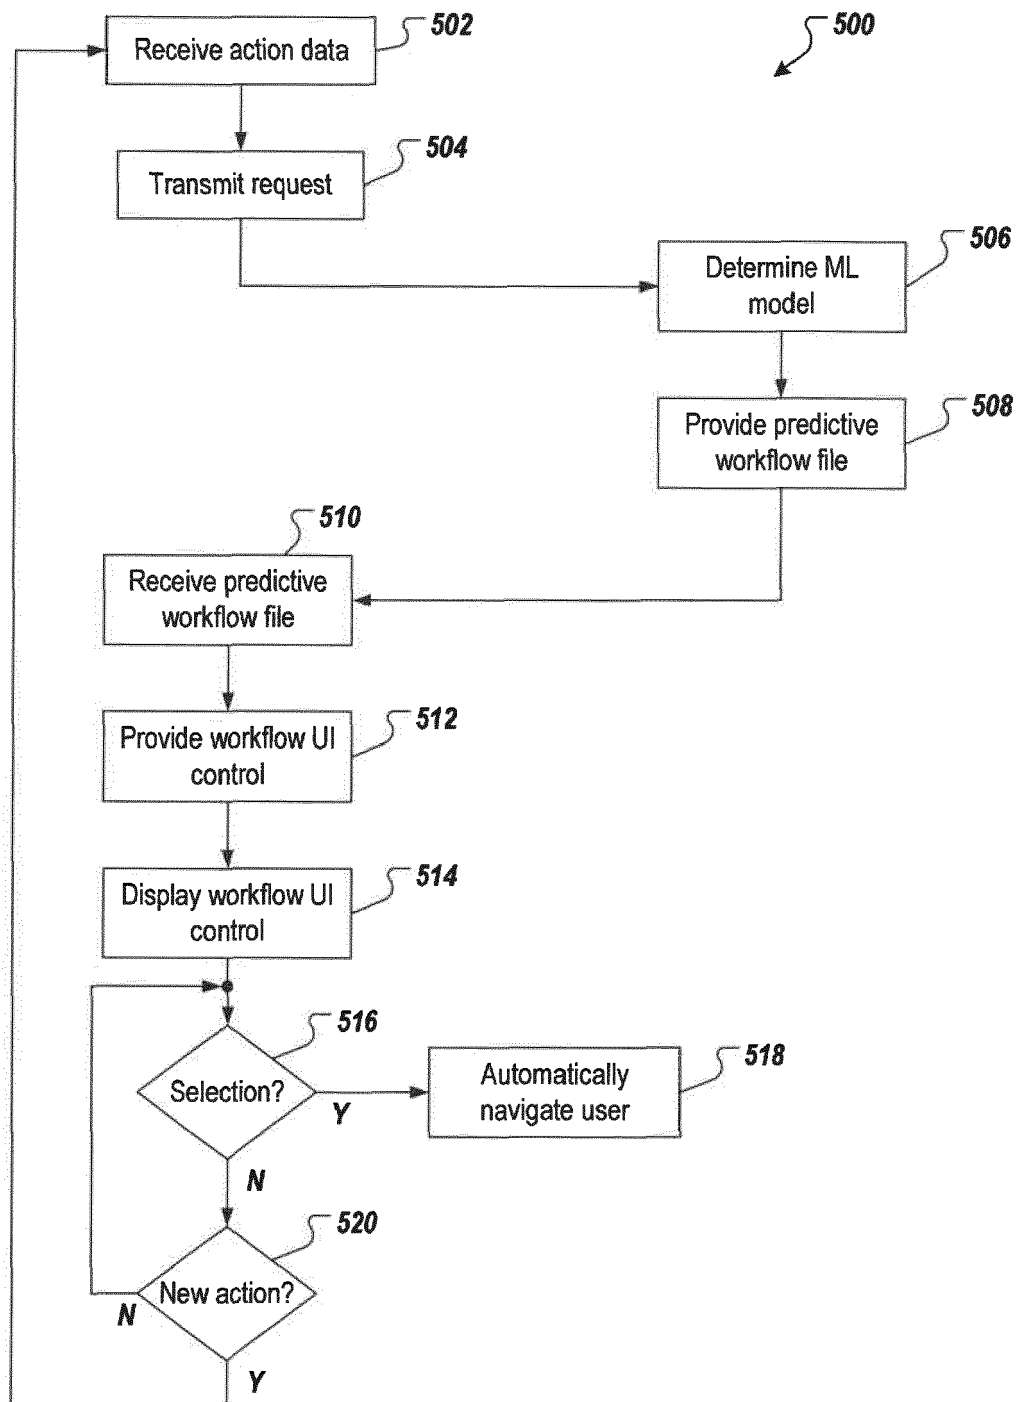 502
500
Receive action data
504
Transmit request
506
Determine ML
model
508
Provide predictive
workflow file
510
Receive predictive
workflow file
512
Provide workflow UI
control
514
Display workflow UI
control
516
518
Selection?
Automatically
navigate user
Y
N
520
New action?
N
Y